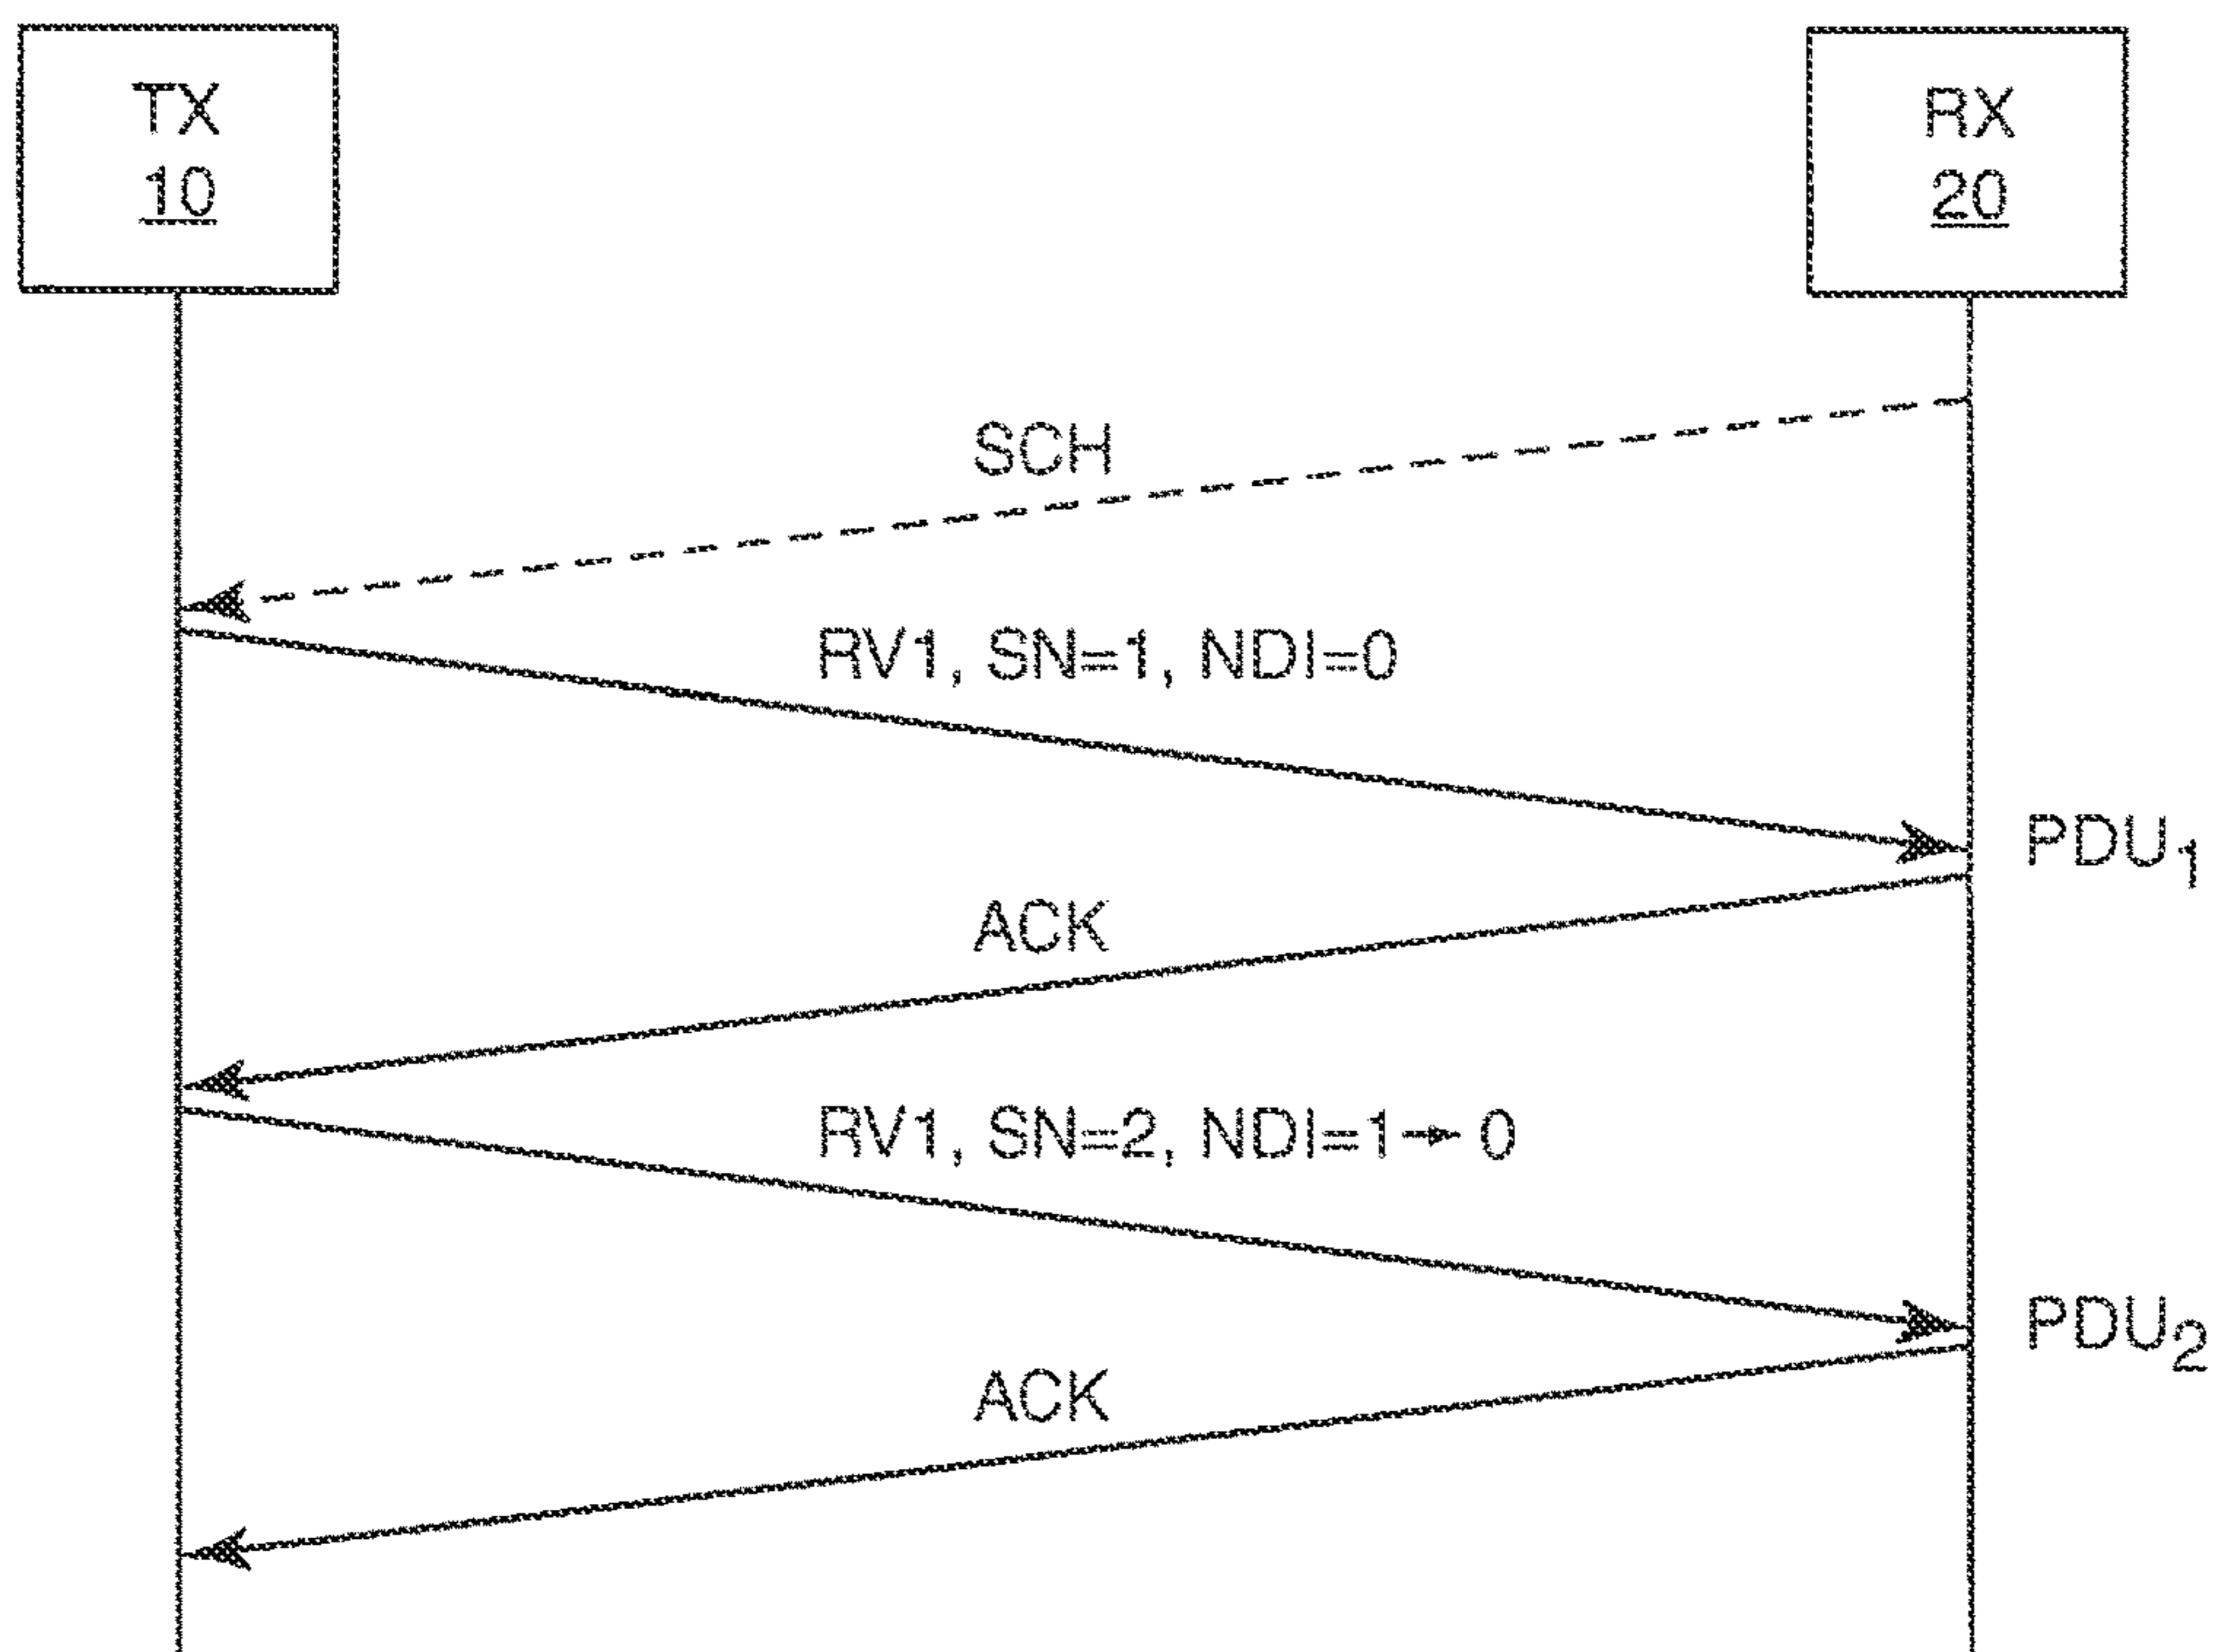 TX
10
RX
20
SCH
RV1, SN=1, NDI=0
PDU1
ACK
RV1, SN=2, NDI=1→0
PDU2
ACK